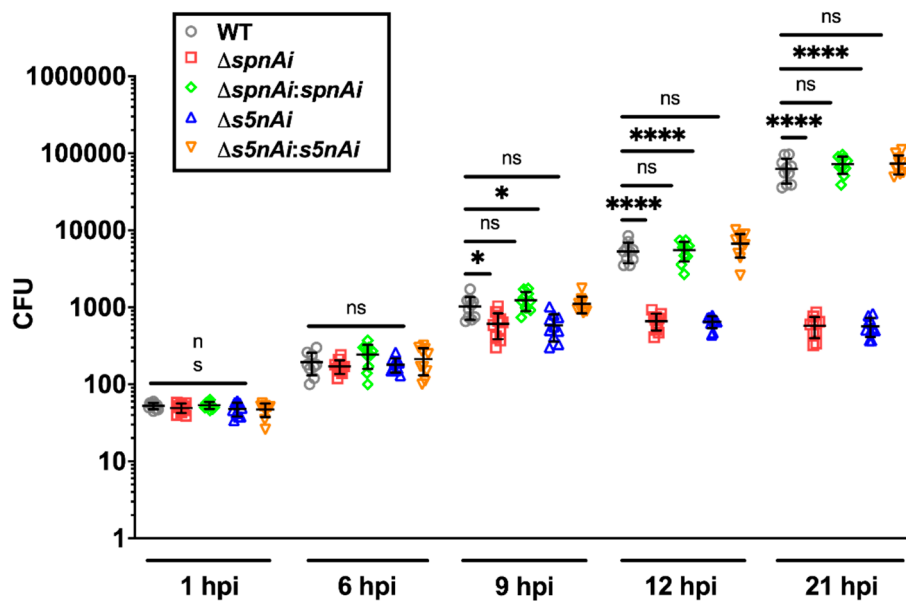 WT
ΔspnAi
ΔspnAi:spnAi
Δs5nAi
Δs5nAi:s5nAi
CFU
1000000
100000
10000
1000
100
10
1
n
s
ns
ns
*
ns
*
ns
****
ns
****
ns
****
ns
****
1 hpi
6 hpi
9 hpi
12 hpi
21 hpi